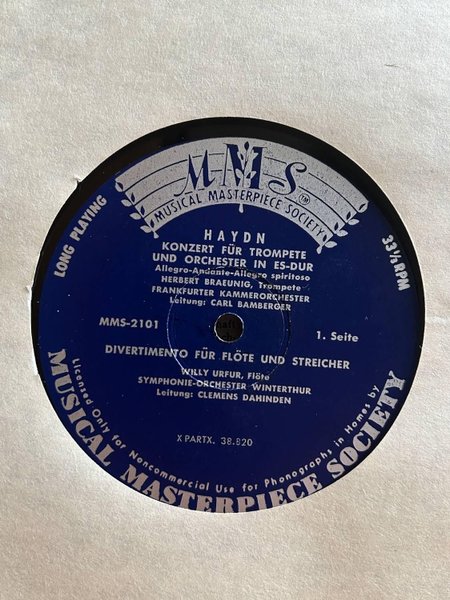 MMS
MUSICAL MASTERPIECE SOCIETY TM
LONG PLAYING
33⅓ RPM
HAYDN
KONZERT FÜR TROMPETE
UND ORCHESTER IN ES-DUR
Allegro-Andante-Allegro spiritoso
HERBERT BRAEUNIG, Trompete
FRANKFURTER KAMMERORCHESTER
Leitung: CARL BAMBERGER
MMS-2101
1. Seite
DIVERTIMENTO FÜR FLÖTE UND STREICHER
WILLY URFUR, Flöte
SYMPHONIE-ORCHESTER WINTERTHUR
Leitung: CLEMENS DAHINDEN
X PARTX. 38.820
Licensed Only for Noncommercial Use for Phonographs in Homes by
MUSICAL MASTERPIECE SOCIETY